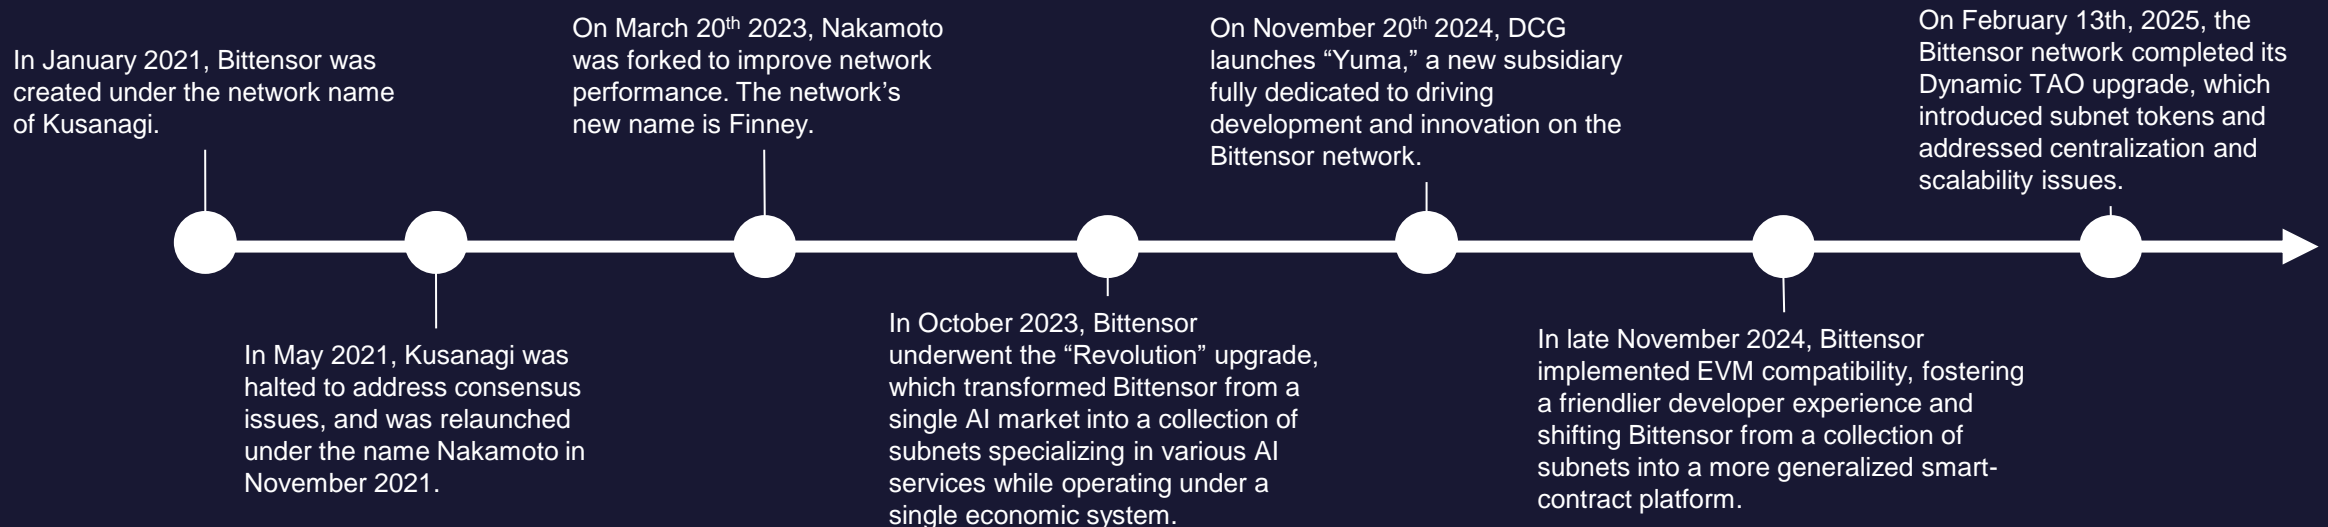 In January 2021, Bittensor was
created under the network name
of Kusanagi.
In May 2021, Kusanagi was
halted to address consensus
issues, and was relaunched
under the name Nakamoto in
November 2021.
On March 20th 2023, Nakamoto
was forked to improve network
performance. The network’s
new name is Finney.
In October 2023, Bittensor
underwent the “Revolution” upgrade,
which transformed Bittensor from a
single AI market into a collection of
subnets specializing in various AI
services while operating under a
single economic system.
On November 20th 2024, DCG
launches “Yuma,” a new subsidiary
fully dedicated to driving
development and innovation on the
Bittensor network.
In late November 2024, Bittensor
implemented EVM compatibility, fostering
a friendlier developer experience and
shifting Bittensor from a collection of
subnets into a more generalized smart-
contract platform.
On February 13th, 2025, the
Bittensor network completed its
Dynamic TAO upgrade, which
introduced subnet tokens and
addressed centralization and
scalability issues.